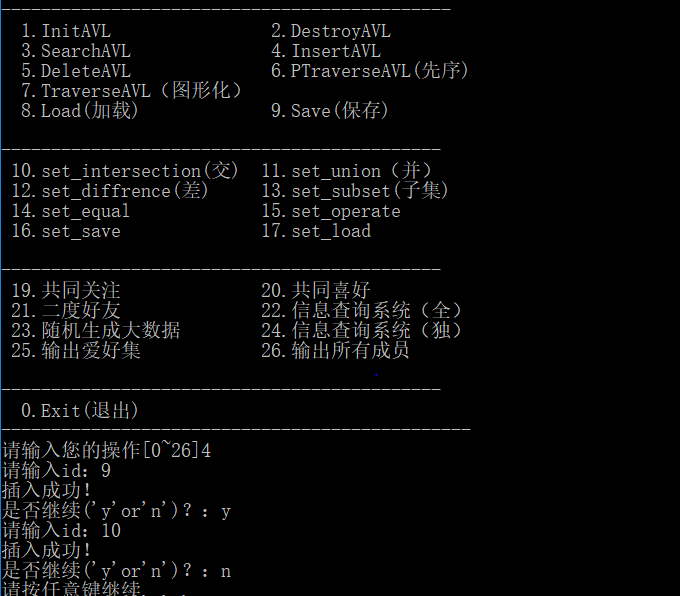 1.InitAVL 2.DestroyAVL
3.SearchAVL 4.InsertAVL
5.DeleteAVL 6.PTraverseAVL(先序)
7.TraverseAVL（图形化）
8.Load(加载) 9.Save(保存)
10.set_intersection(交) 11.set_union（并）
12.set_diffrence(差) 13.set_subset(子集)
14.set_equal 15.set_operate
16.set_save 17.set_load
19.共同关注 20.共同喜好
21.二度好友 22.信息查询系统（全）
23.随机生成大数据 24.信息查询系统（独）
25.输出爱好集 26.输出所有成员
0.Exit(退出)
请输入您的操作[0~26]4
请输入id：9
插入成功！
是否继续('y'or'n')？：y
请输入id：10
插入成功！
是否继续('y'or'n')？：n
请按任意键继续. . .